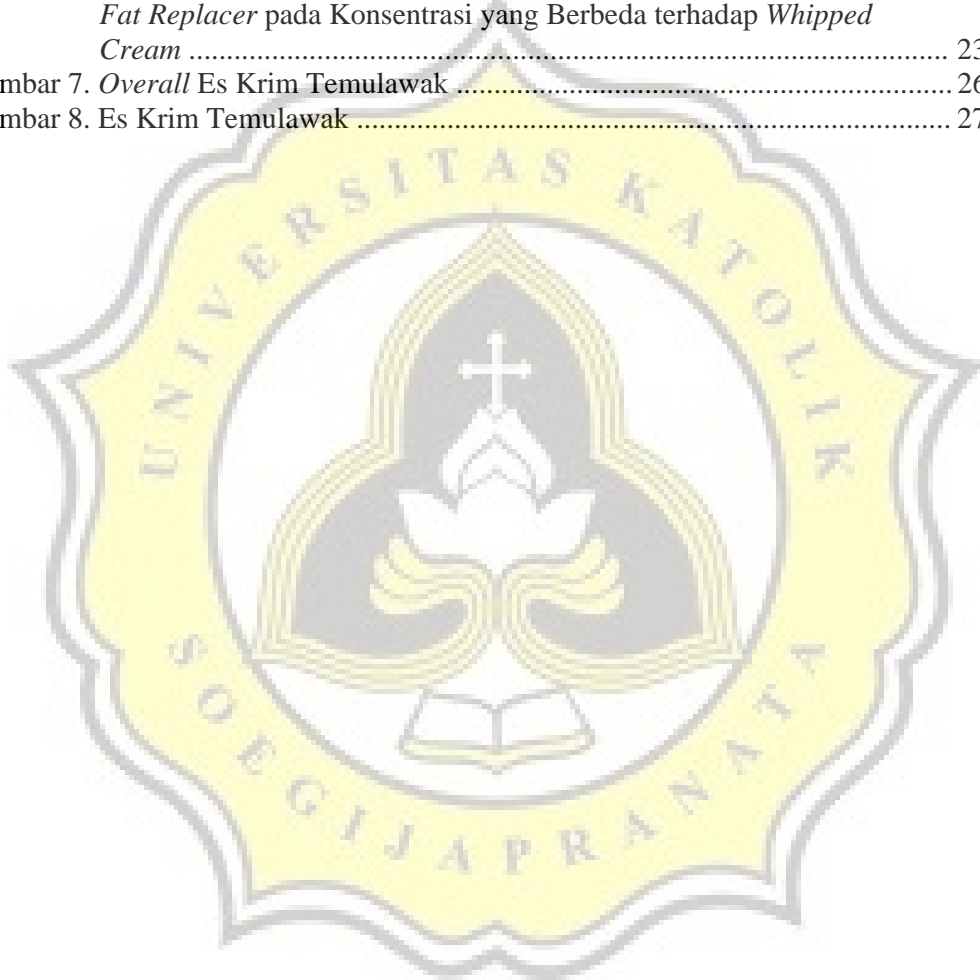 Fat Replacer pada Konsentrasi yang Berbeda terhadap Whipped
Cream ........................................................................................................ 23
mbar 7. Overall Es Krim Temulawak .................................................................... 26
mbar 8. Es Krim Temulawak .................................................................................. 27
UNIVERSITAS KATOLIK
SOEGIJAPRANATA